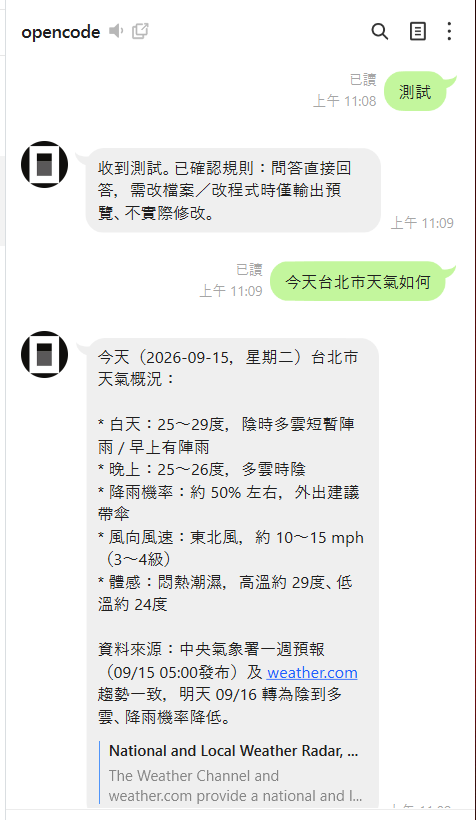 opencode
已讀
上午 11:08
測試
收到測試。已確認規則：問答直接回
答，需改檔案／改程式時僅輸出預
覽、不實際修改。
上午 11:09
已讀
上午 11:09
今天台北市天氣如何
今天（2026-09-15，星期二）台北市
天氣概況：
* 白天：25～29度，陰時多雲短暫陣
雨 / 早上有陣雨
* 晚上：25～26度，多雲時陰
* 降雨機率：約 50% 左右，外出建議
帶傘
* 風向風速：東北風，約 10～15 mph
（3～4級）
* 體感：悶熱潮濕，高溫約 29度、低
溫約 24度
資料來源：中央氣象署一週預報
（09/15 05:00發布）及 weather.com
趨勢一致，明天 09/16 轉為陰到多
雲、降雨機率降低。
National and Local Weather Radar, ...
The Weather Channel and
weather.com provide a national and l...